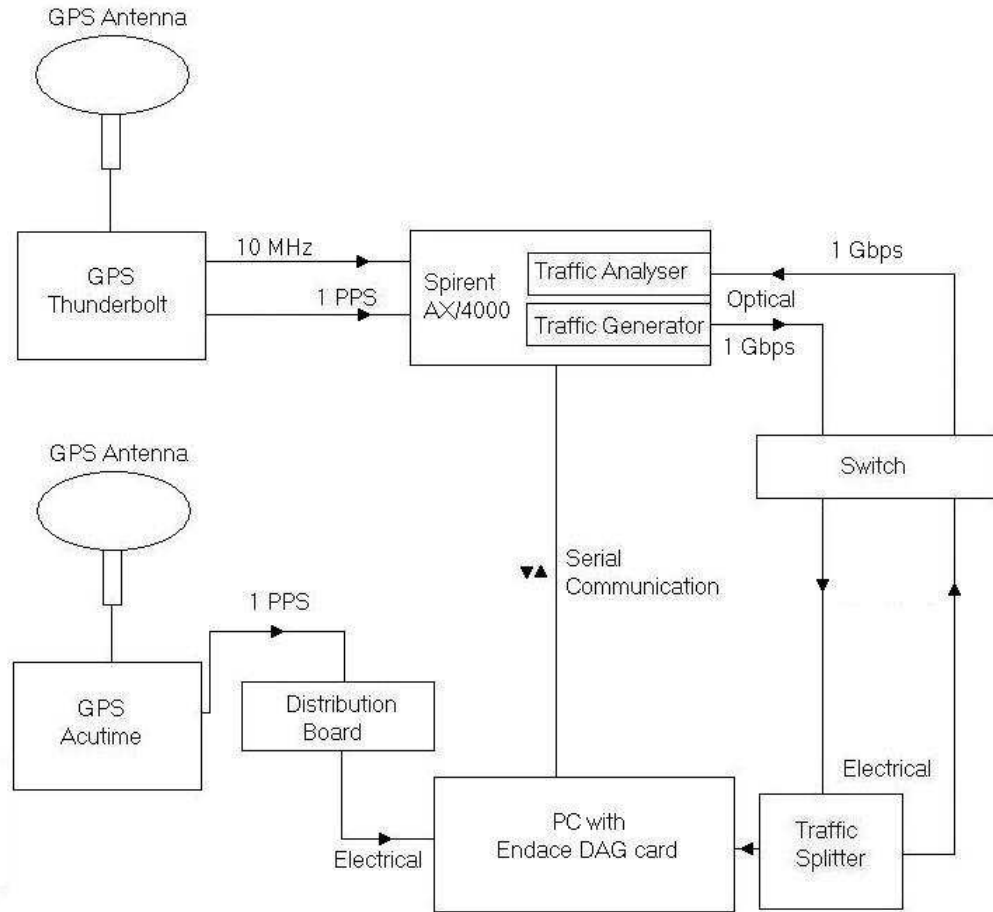 GPS Antenna
10 MHz
1 Gbps
GPS
Thunderbolt
Spirent
AX/4000
Traffic Analyser
1 PPS
Optical
Traffic Generator
1 Gbps
GPS Antenna
Switch
Serial
Communication
1 PPS
GPS
Acutime
Distribution
Board
Electrical
PC with
Endace DAG card
Traffic
Splitter
Electrical